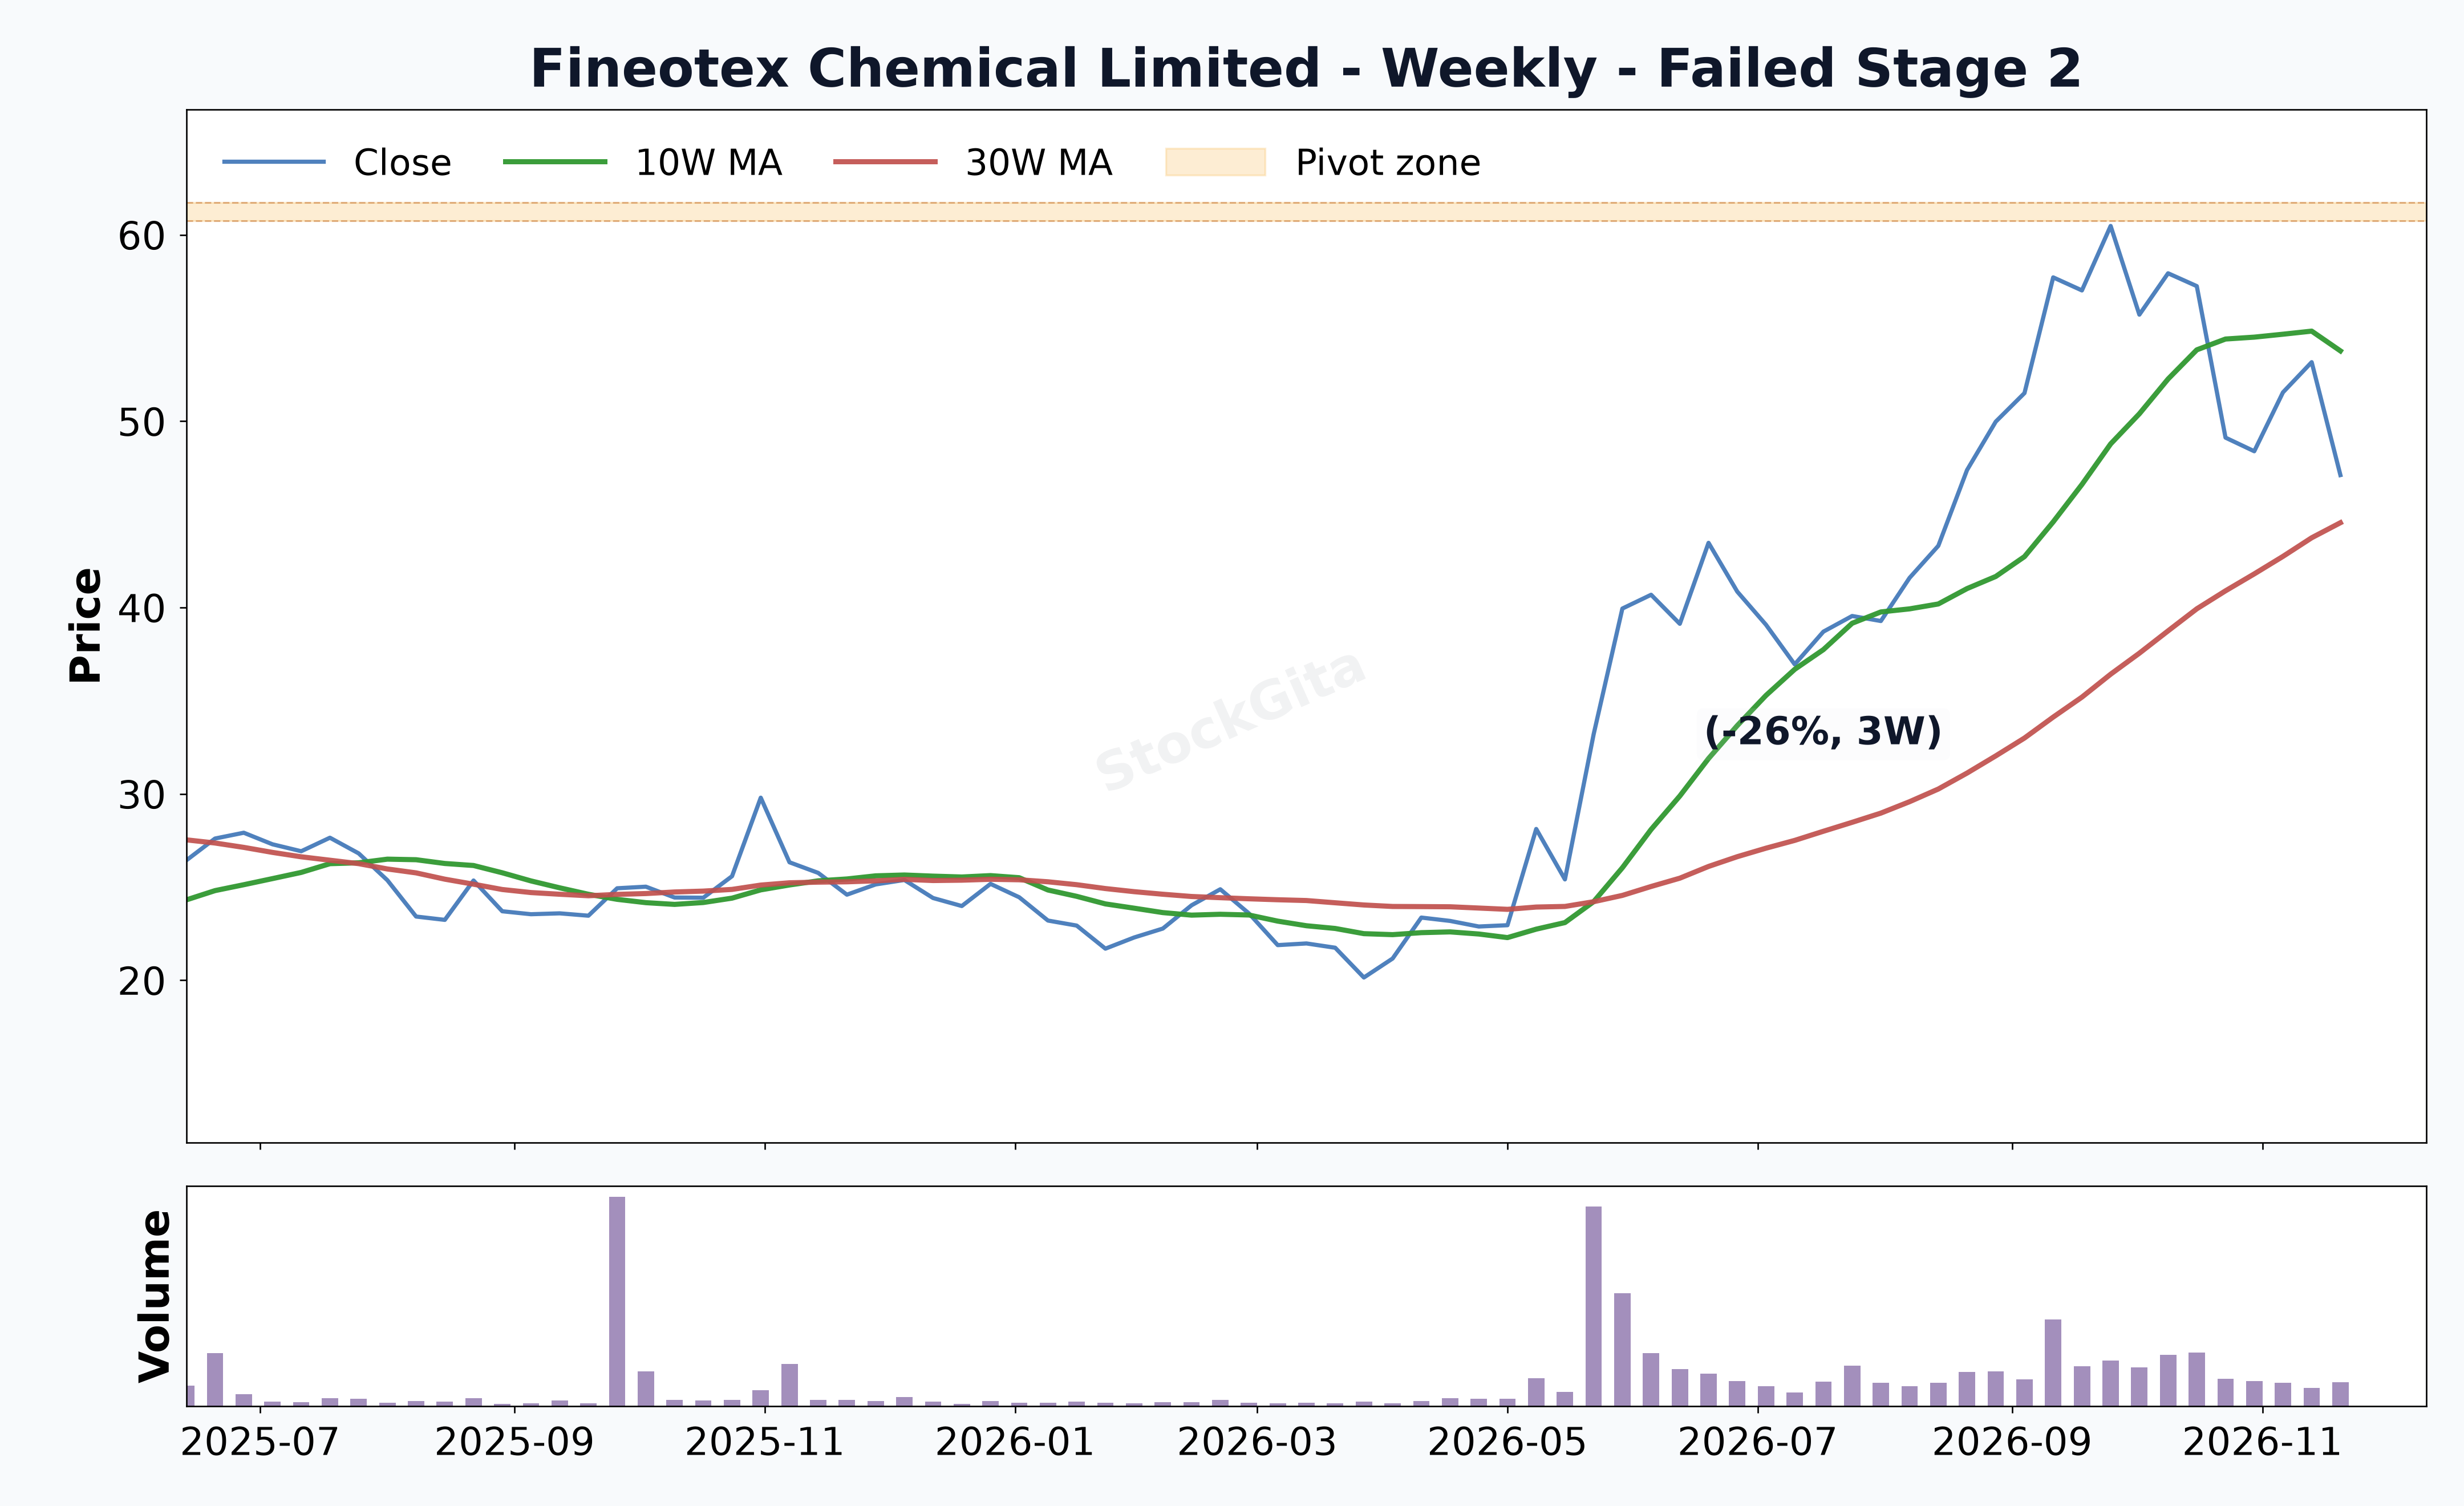 Fineotex Chemical Limited - Weekly - Failed Stage 2
Close 10W MA 30W MA Pivot zone
60
50
40
30
20
Price
StockGita
(-26%, 3W)
Volume
2025-07 2025-09 2025-11 2026-01 2026-03 2026-05 2026-07 2026-09 2026-11